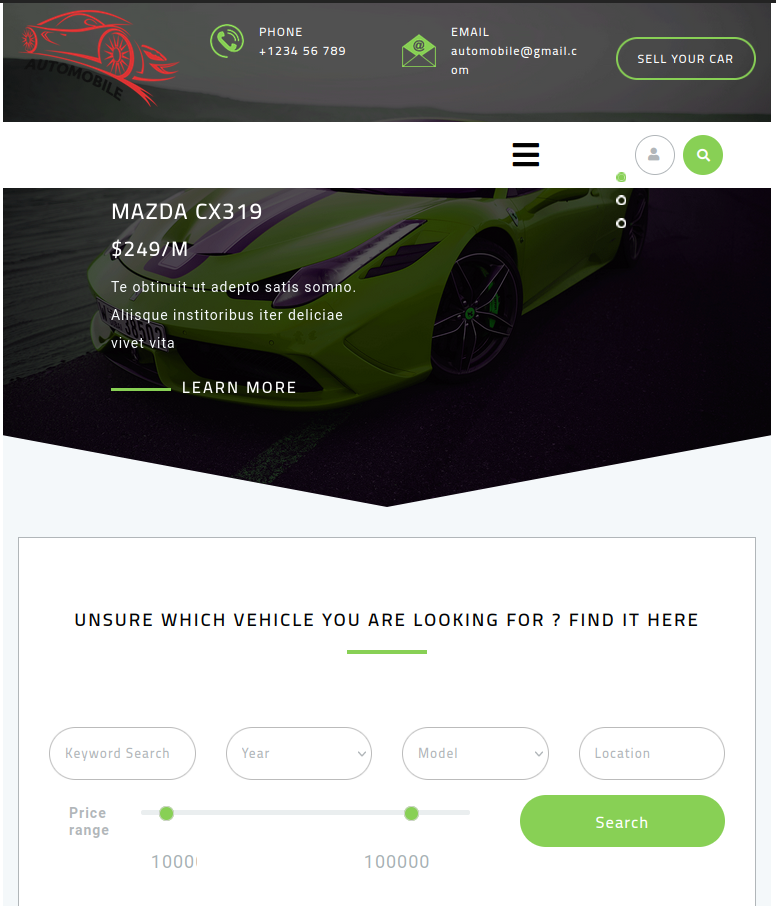 AUTOMOBILE
PHONE
+1234 56 789
EMAIL
automobile@gmail.c
om
SELL YOUR CAR
MAZDA CX319
$249/M
Te obtinuit ut adepto satis somno.
Aliisque institoribus iter deliciae
vivet vita
LEARN MORE
UNSURE WHICH VEHICLE YOU ARE LOOKING FOR ? FIND IT HERE
Keyword Search
Year
Model
Location
Price
range
Search
1000
100000